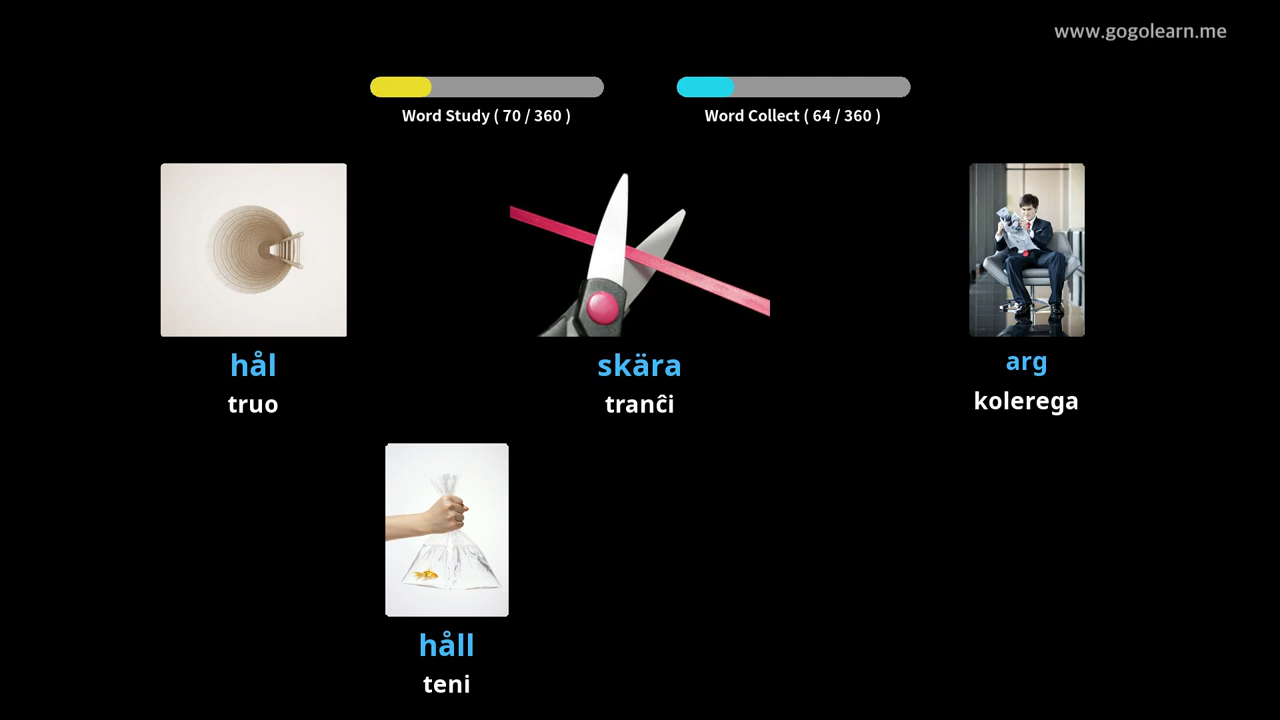 www.gogolearn.me
Word Study ( 70 / 360 )
Word Collect ( 64 / 360 )
hål
truo
skära
tranĉi
arg
kolerega
håll
teni